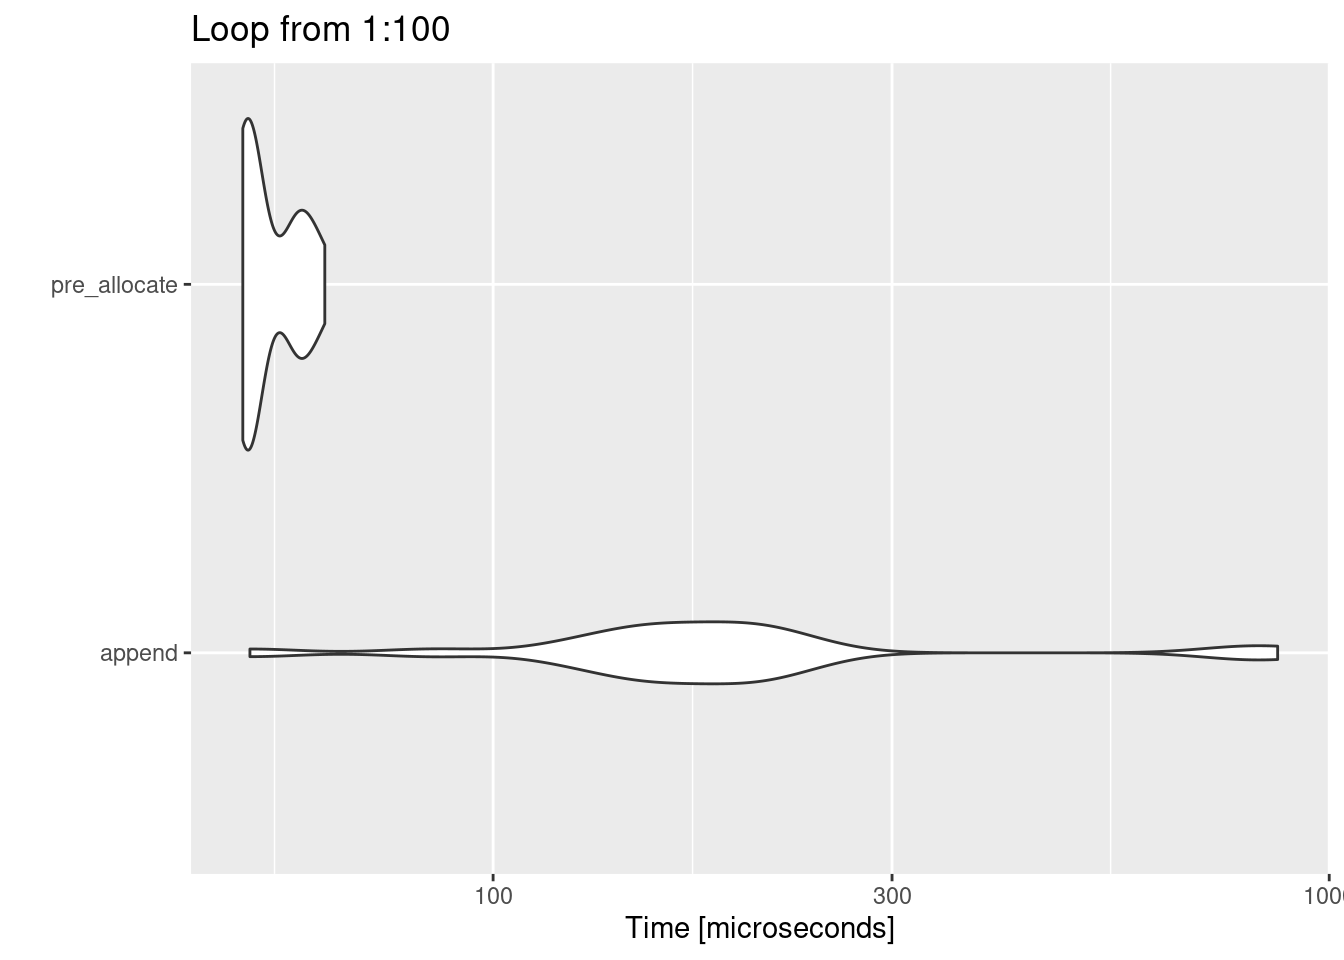 Loop from 1:100
pre_allocate
append
100
300
Time [microseconds]